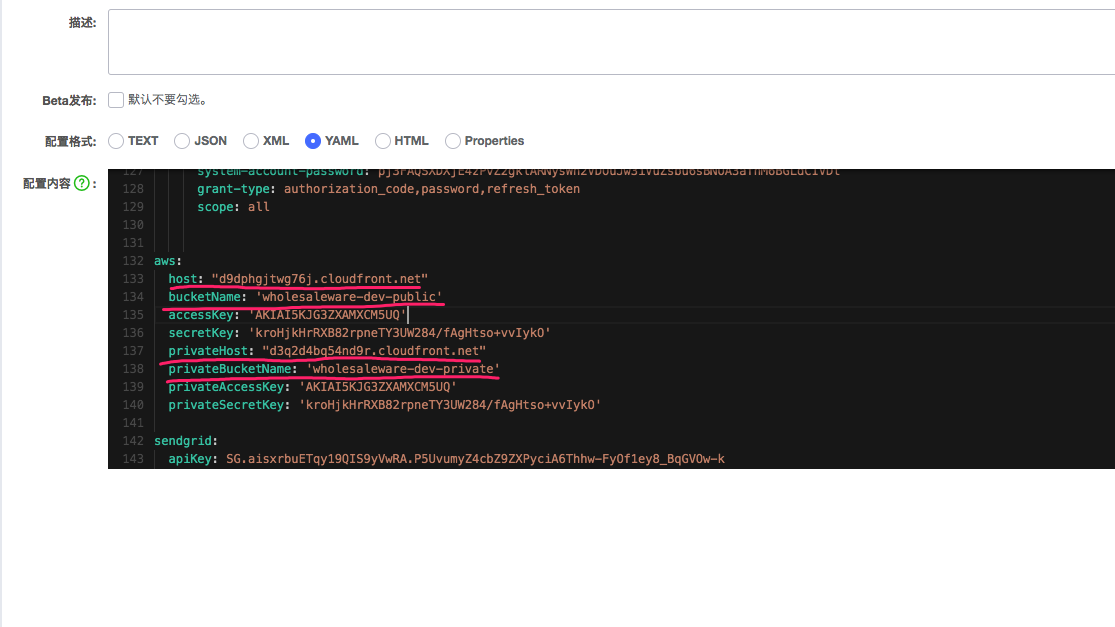 描述:
Beta发布: 默认不要勾选。
配置格式: TEXT JSON XML YAML HTML Properties
配置内容 ? :
127 system-account-password:
128 grant-type: authorization_code,password,refresh_token
129 scope: all
130
131
132 aws:
133 host: "d9dphgjtwg76j.cloudfront.net"
134 bucketName: 'wholesaleware-dev-public'
135 accessKey: 'AKIAI5KJG3ZXAMXCM5UQ'
136 secretKey: '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'
137 privateHost: "d3q2d4bq54nd9r.cloudfront.net"
138 privateBucketName: 'wholesaleware-dev-private'
139 privateAccessKey: 'AKIAI5KJG3ZXAMXCM5UQ'
140 privateSecretKey: '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'
141
142 sendgrid:
143 apiKey: 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